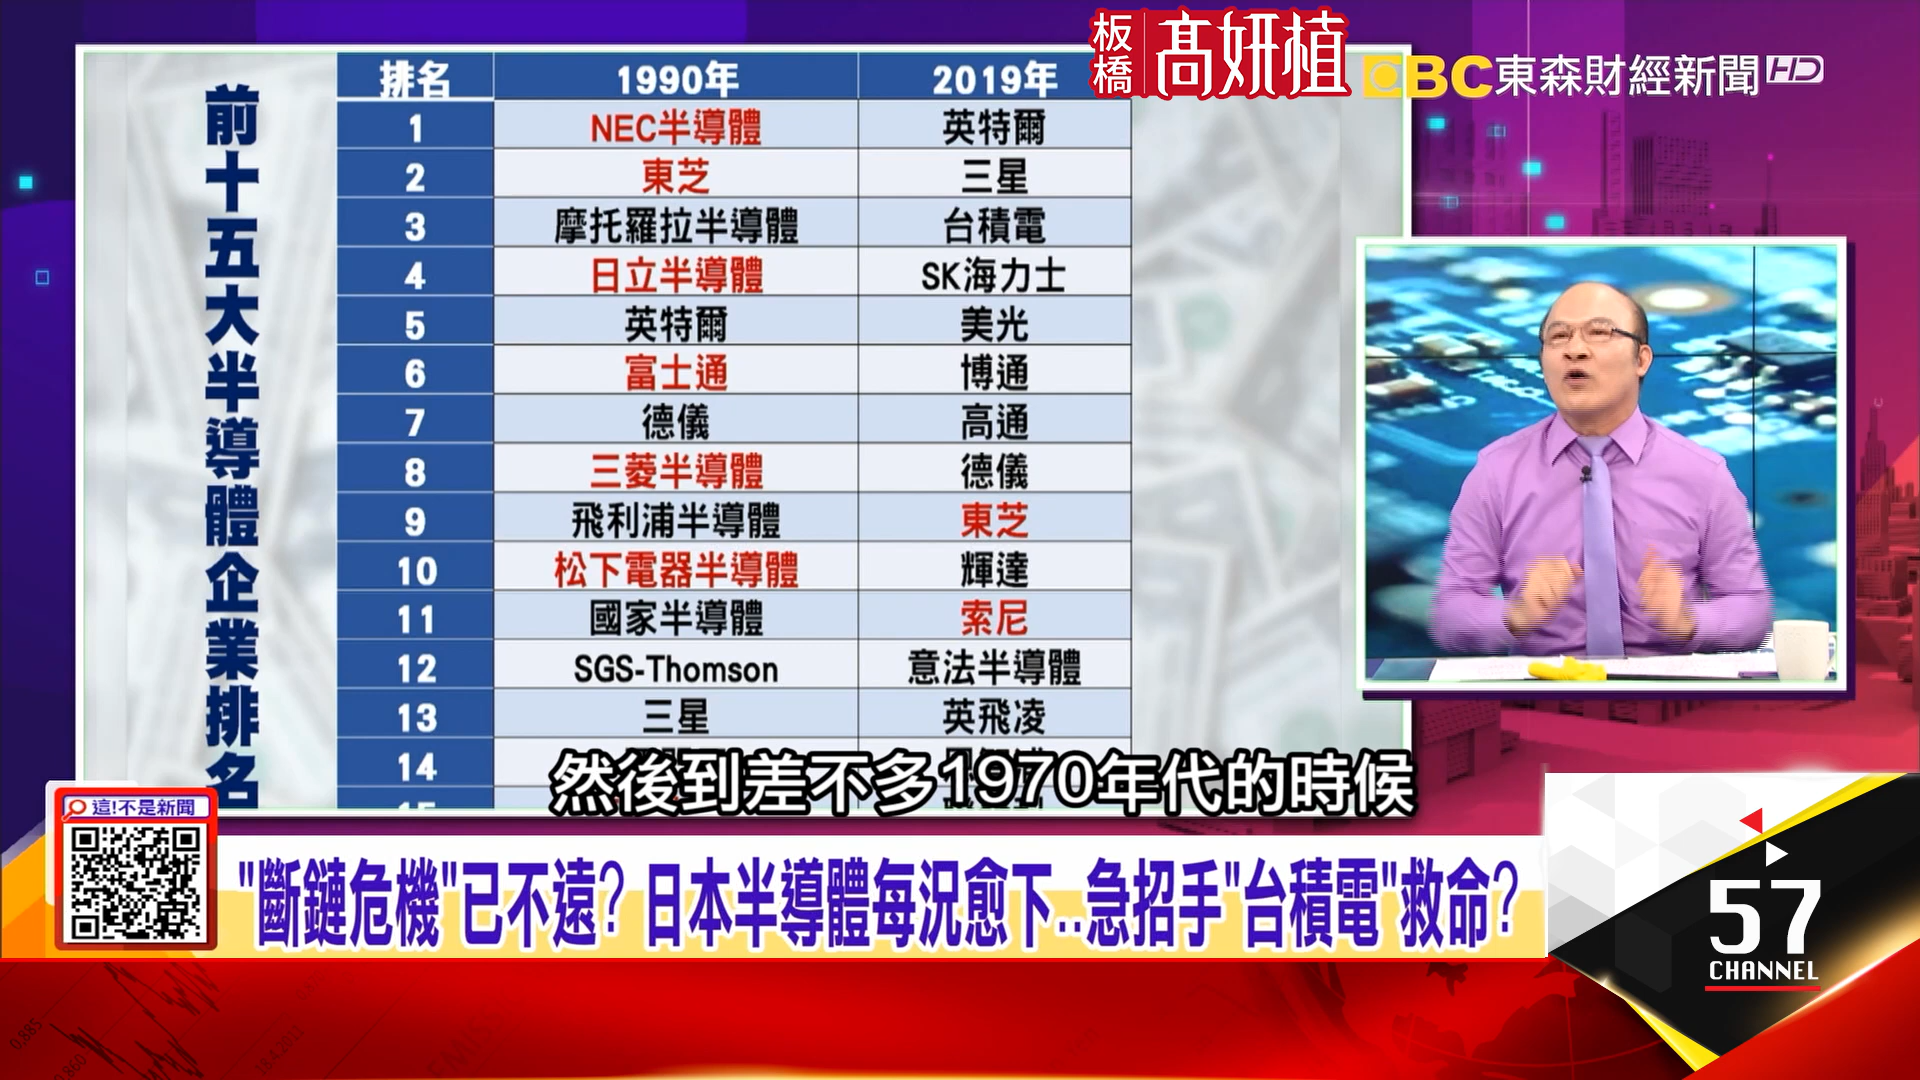 板橋 高妍植
EBC東森財經新聞HD
前十五大半導體企業排名
排名 1990年 2019年
1 NEC半導體 英特爾
2 東芝 三星
3 摩托羅拉半導體 台積電
4 日立半導體 SK海力士
5 英特爾 美光
6 富士通 博通
7 德儀 高通
8 三菱半導體 德儀
9 飛利浦半導體 東芝
10 松下電器半導體 輝達
11 國家半導體 索尼
12 SGS-Thomson 意法半導體
13 三星 英飛凌
14
然後到差不多1970年代的時候
這!不是新聞
"斷鏈危機"已不遠? 日本半導體每況愈下..急招手"台積電"救命?
57
CHANNEL